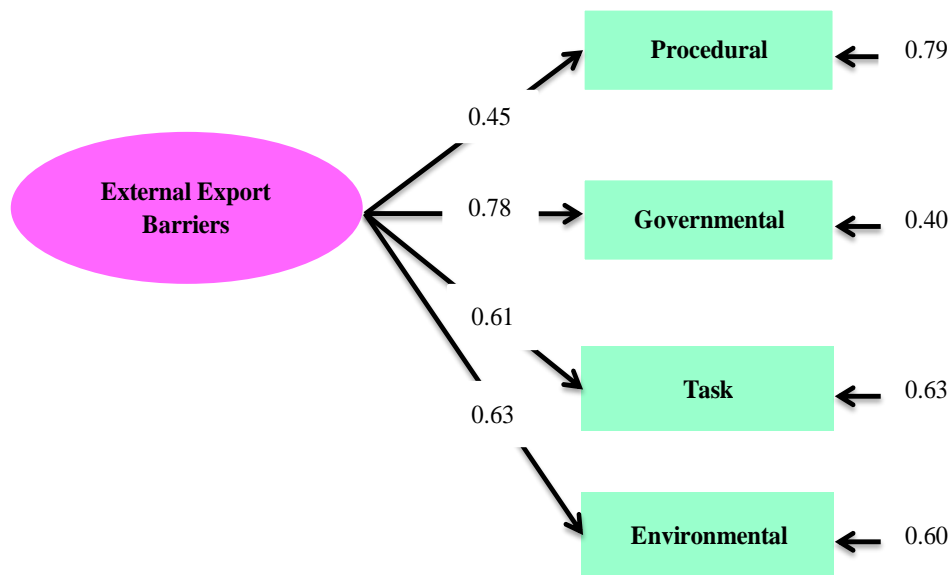 Procedural
0.79
0.45
External Export
Barriers
0.78
Governmental
0.40
0.61
Task
0.63
0.63
Environmental
0.60